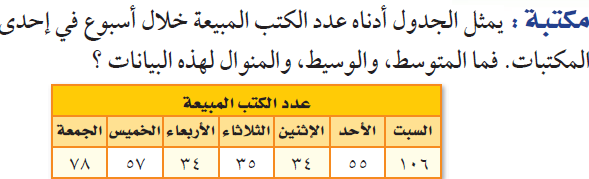 مكتبة : يمثل الجدول أدناه عدد الكتب المبيعة خلال أسبوع في إحدى
المكتبات. فما المتوسط، والوسيط، والمنوال لهذه البيانات ؟
عدد الكتب المبيعة
السبت الأحد الإثنين الثلاثاء الأربعاء الخميس الجمعة
١٠٦ ٥٥ ٣٤ ٣٥ ٣٤ ٥٧ ٧٨